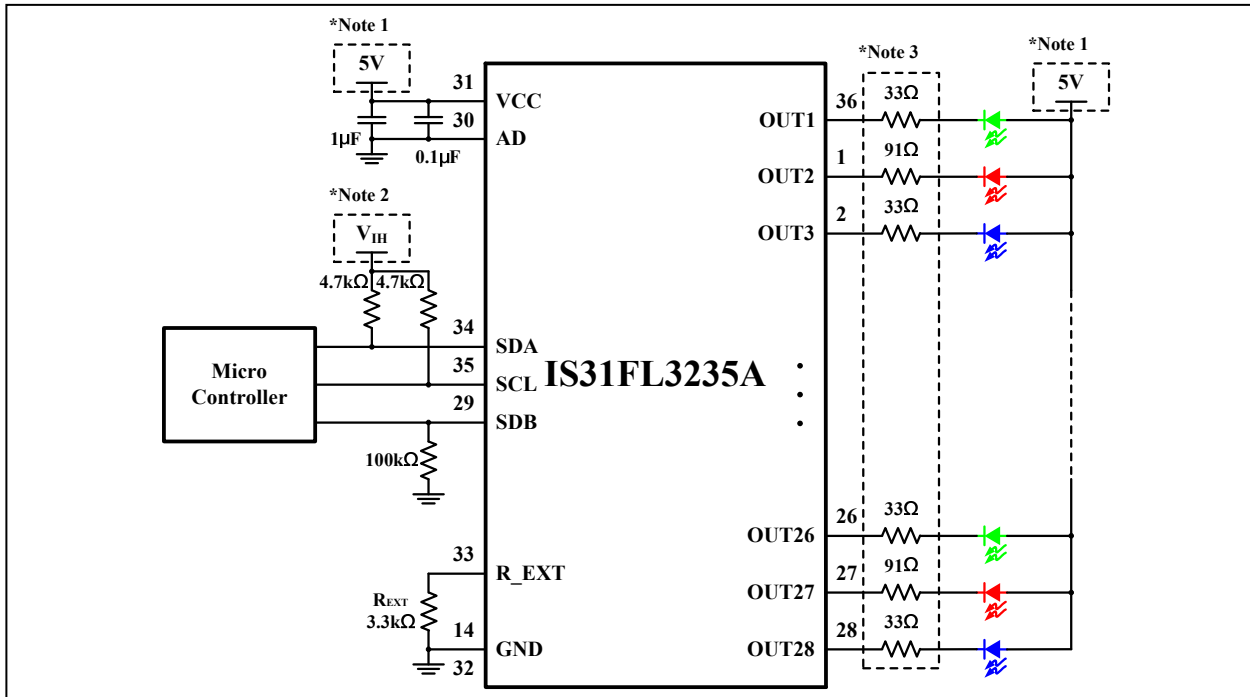 *Note 1
5V
31
VCC
30
AD
1µF
0.1µF
*Note 2
VIH
4.7kΩ 4.7kΩ
34
SDA
35
SCL
29
SDB
Micro
Controller
100kΩ
33
R_EXT
REXT
3.3kΩ
14
GND
32
IS31FL3235A
*Note 3
*Note 1
5V
36
33Ω
OUT1
1
91Ω
OUT2
2
33Ω
OUT3
26
33Ω
OUT26
27
91Ω
OUT27
28
33Ω
OUT28